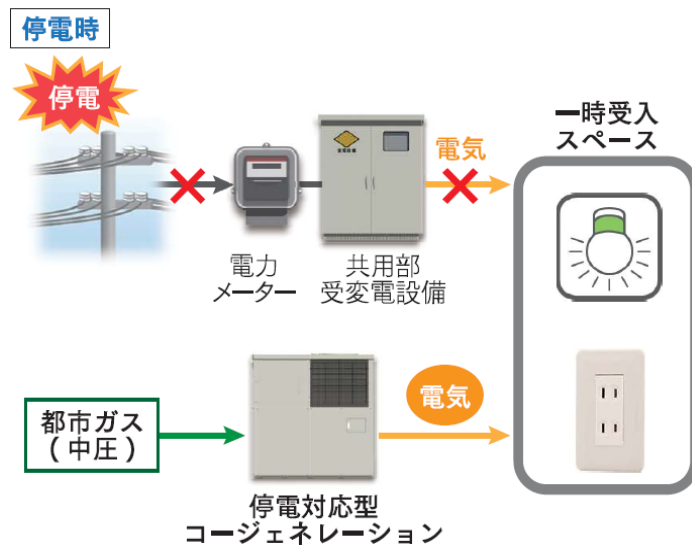 停電時
停電
一時受入
スペース
電気
電力
メーター
共用部
受変電設備
都市ガス
(中圧)
電気
停電対応型
コージェネレーション